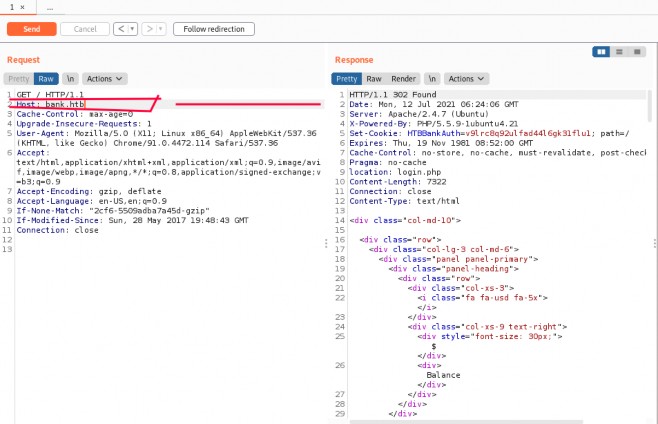 1 × ...
Send Cancel < > Follow redirection
Request
Pretty Raw \n Actions
1 GET / HTTP/1.1
2 Host: bank.htb
3 Cache-Control: max-age=0
4 Upgrade-Insecure-Requests: 1
5 User-Agent: Mozilla/5.0 (X11; Linux x86_64) AppleWebKit/537.36
(KHTML, like Gecko) Chrome/91.0.4472.114 Safari/537.36
6 Accept:
text/html,application/xhtml+xml,application/xml;q=0.9,image/avi
f,image/webp,image/apng,*/*;q=0.8,application/signed-exchange;v
=b3;q=0.9
7 Accept-Encoding: gzip, deflate
8 Accept-Language: en-US,en;q=0.9
9 If-None-Match: "2cf6-5509adba7a45d-gzip"
10 If-Modified-Since: Sun, 28 May 2017 19:48:43 GMT
11 Connection: close
12
13
Response
Pretty Raw Render \n Actions
1 HTTP/1.1 302 Found
2 Date: Mon, 12 Jul 2021 06:24:06 GMT
3 Server: Apache/2.4.7 (Ubuntu)
4 X-Powered-By: PHP/5.5.9-1ubuntu4.21
5 Set-Cookie: HTBBankAuth=v9lrc8q92ulfad44l6gk31flu1; path=/
6 Expires: Thu, 19 Nov 1981 08:52:00 GMT
7 Cache-Control: no-store, no-cache, must-revalidate, post-check
8 Pragma: no-cache
9 location: login.php
10 Content-Length: 7322
11 Connection: close
12 Content-Type: text/html
13
14 <div class="col-md-10">
15
16 <div class="row">
17 <div class="col-lg-3 col-md-6">
18 <div class="panel panel-primary">
19 <div class="panel-heading">
20 <div class="row">
21 <div class="col-xs-3">
22 <i class="fa fa-usd fa-5x">
</i>
23 </div>
24 <div class="col-xs-9 text-right">
25 <div style="font-size: 30px;">
$
</div>
26 <div>
Balance
</div>
27 </div>
28 </div>
29 </div>